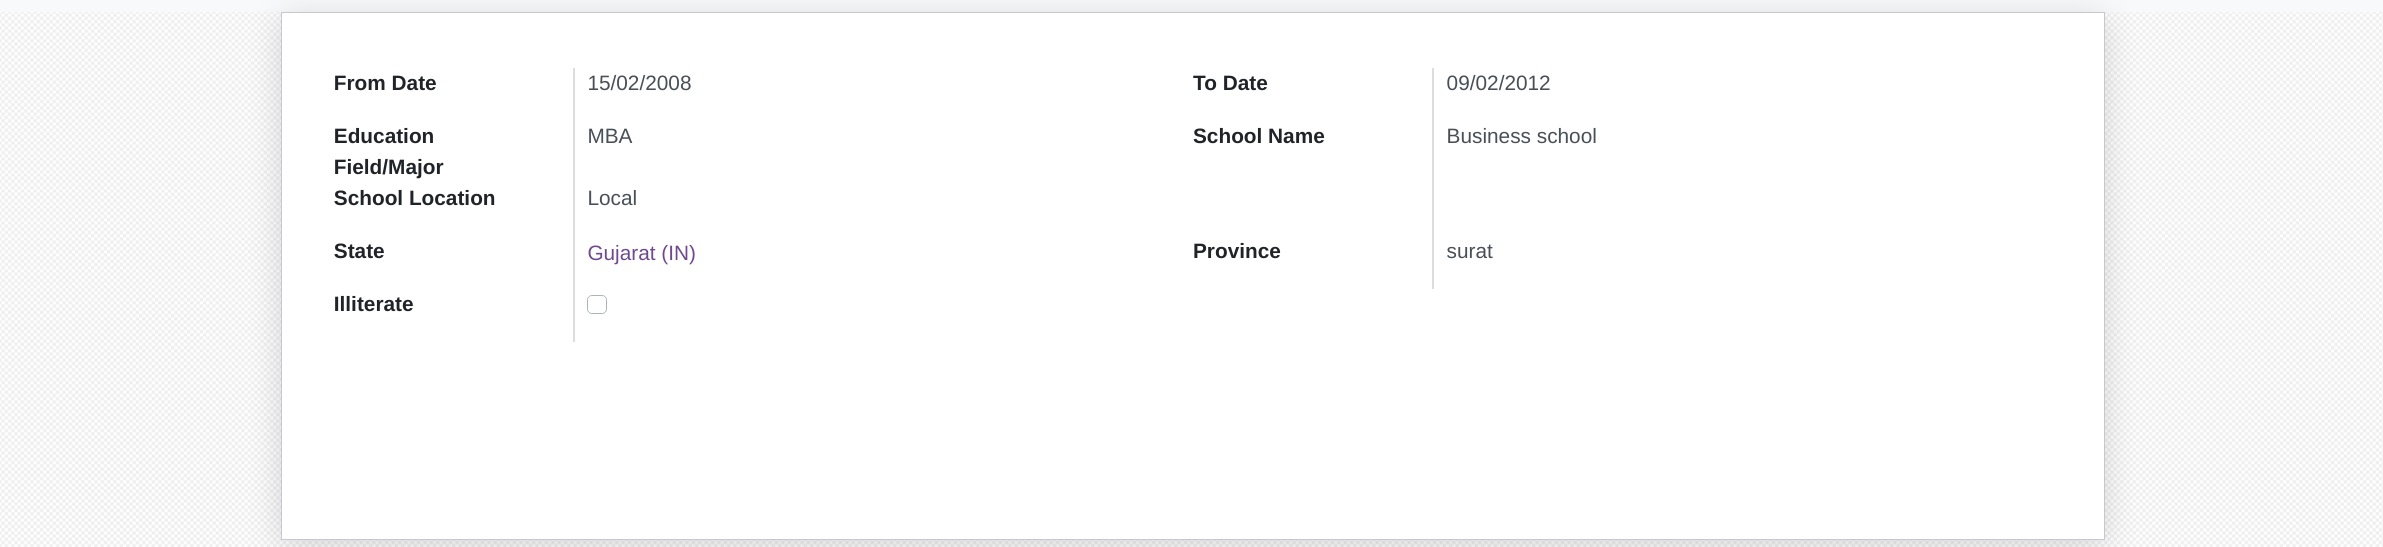 From Date 15/02/2008 To Date 09/02/2012
Education MBA School Name Business school
Field/Major
School Location Local
State Gujarat (IN) Province surat
Illiterate